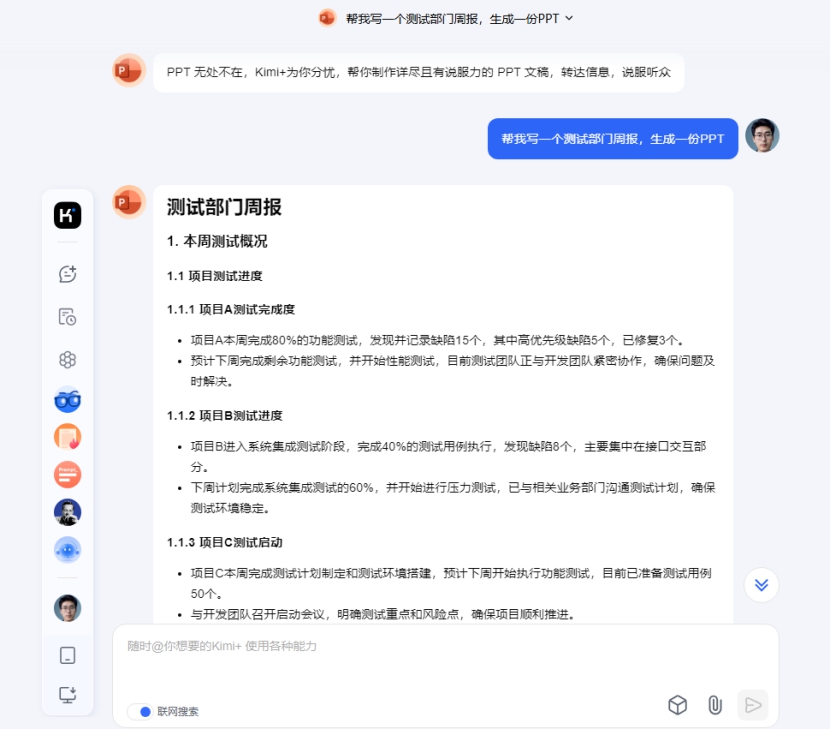 帮我写一个测试部门周报，生成一份PPT
PPT 无处不在，Kimi+为你分忧，帮你制作详尽且有说服力的 PPT 文稿，转达信息，说服听众
帮我写一个测试部门周报，生成一份PPT
测试部门周报
1. 本周测试概况
1.1 项目测试进度
1.1.1 项目A测试完成度
• 项目A本周完成80%的功能测试，发现并记录缺陷15个，其中高优先级缺陷5个，已修复3个。
• 预计下周完成剩余功能测试，并开始性能测试，目前测试团队正与开发团队紧密协作，确保问题及
时解决。
1.1.2 项目B测试进度
• 项目B进入系统集成测试阶段，完成40%的测试用例执行，发现缺陷8个，主要集中在接口交互部
分。
• 下周计划完成系统集成测试的60%，并开始进行压力测试，已与相关业务部门沟通测试计划，确保
测试环境稳定。
1.1.3 项目C测试启动
• 项目C本周完成测试计划制定和测试环境搭建，预计下周开始执行功能测试，目前已准备测试用例
50个。
• 与开发团队召开启动会议，明确测试重点和风险点，确保项目顺利推进。
随时@你想要的Kimi+ 使用各种能力
联网搜索